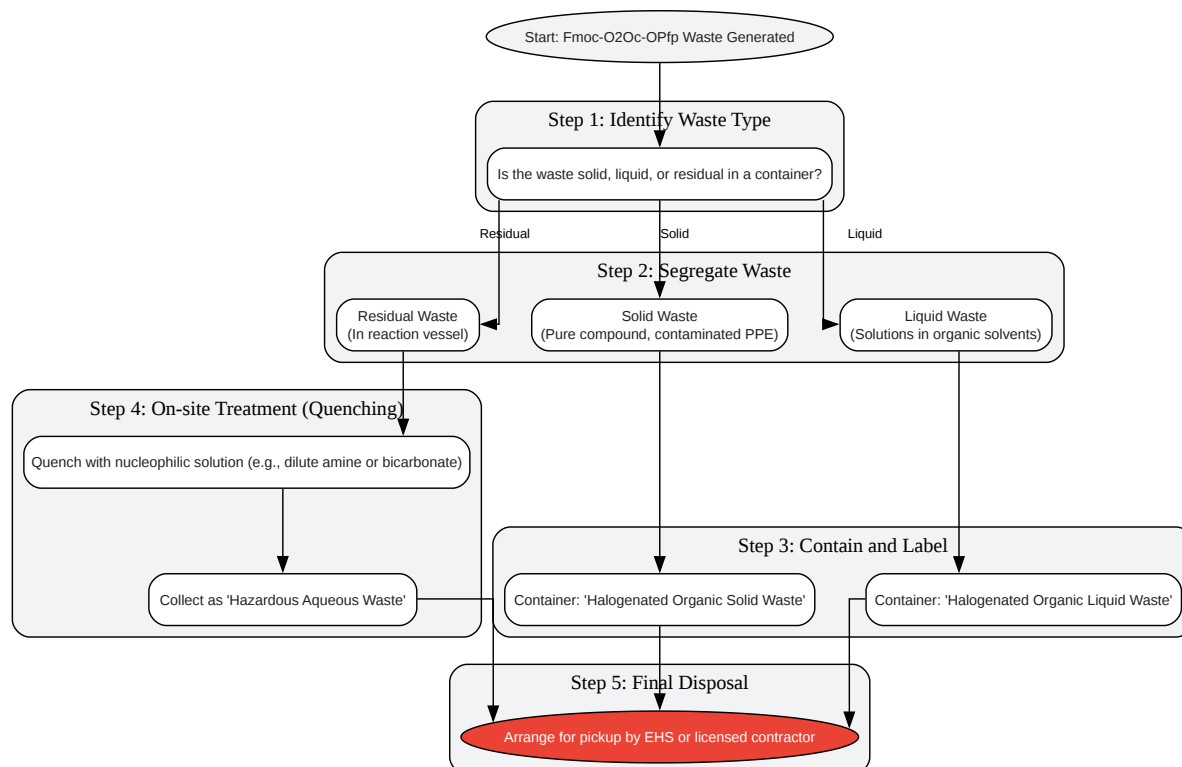 Start: Fmoc-O2Oc-OPfp Waste Generated
Step 1: Identify Waste Type
Is the waste solid, liquid, or residual in a container?
Residual
Solid
Liquid
Step 2: Segregate Waste
Residual Waste
(In reaction vessel)
Solid Waste
(Pure compound, contaminated PPE)
Liquid Waste
(Solutions in organic solvents)
Step 4: On-site Treatment (Quenching)
Quench with nucleophilic solution (e.g., dilute amine or bicarbonate)
Collect as 'Hazardous Aqueous Waste'
Step 3: Contain and Label
Container: 'Halogenated Organic Solid Waste'
Container: 'Halogenated Organic Liquid Waste'
Step 5: Final Disposal
Arrange for pickup by EHS or licensed contractor